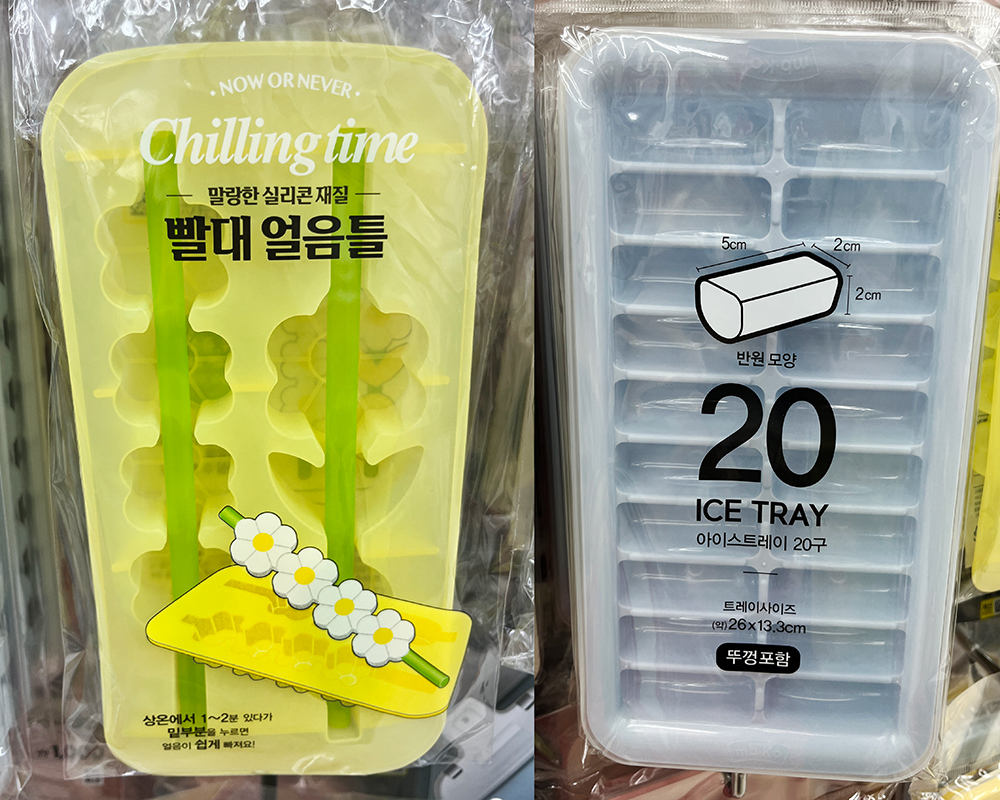 · NOW OR NEVER ·
Chilling time
말랑한 실리콘 재질
빨대 얼음틀
상온에서 1~2분 있다가
밑부분을 누르면
얼음이 쉽게 빠져요!
5cm
2cm
2cm
반원 모양
20
ICE TRAY
아이스트레이 20구
트레이사이즈
(약)26x13.3cm
뚜껑포함